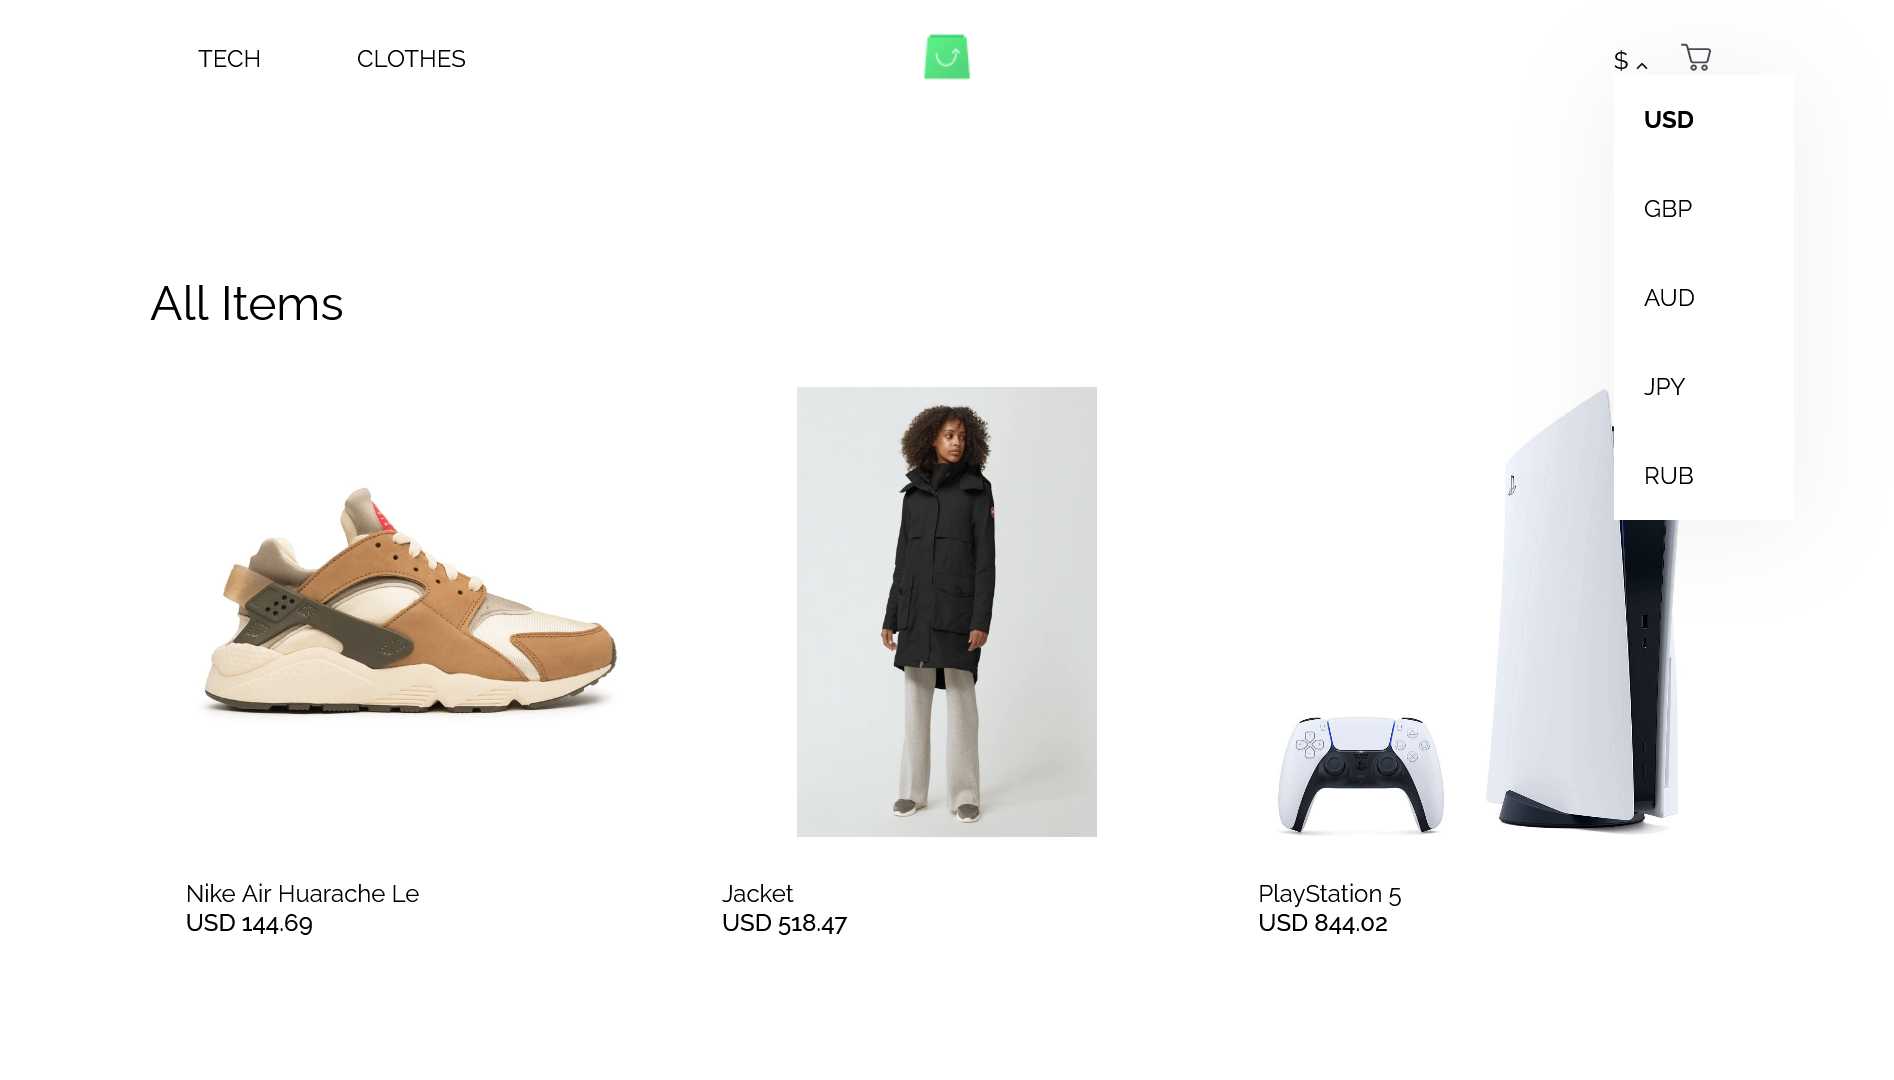 TECH
CLOTHES
$
USD
GBP
AUD
JPY
RUB
All Items
Nike Air Huarache Le
USD 144.69
Jacket
USD 518.47
PlayStation 5
USD 844.02